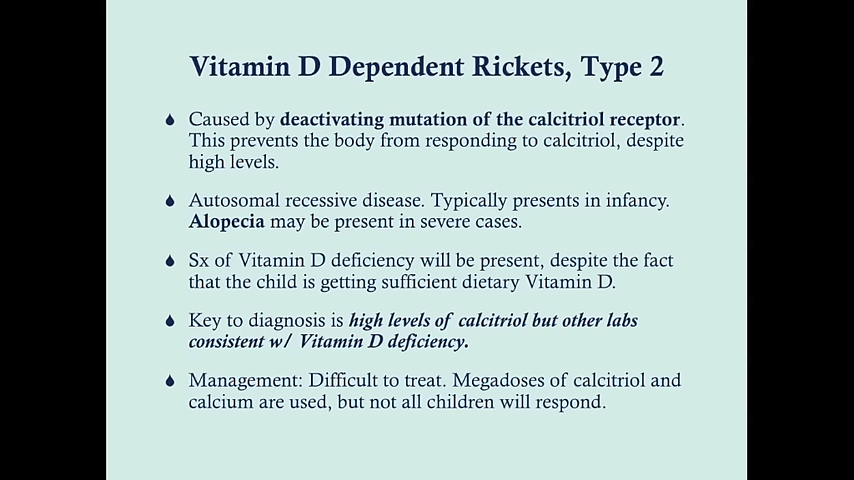 Vitamin D Dependent Rickets, Type 2
Caused by deactivating mutation of the calcitriol receptor.
This prevents the body from responding to calcitriol, despite
high levels.
Autosomal recessive disease. Typically presents in infancy.
Alopecia may be present in severe cases.
Sx of Vitamin D deficiency will be present, despite the fact
that the child is getting sufficient dietary Vitamin D.
Key to diagnosis is high levels of calcitriol but other labs
consistent w/ Vitamin D deficiency.
Management: Difficult to treat. Megadoses of calcitriol and
calcium are used, but not all children will respond.